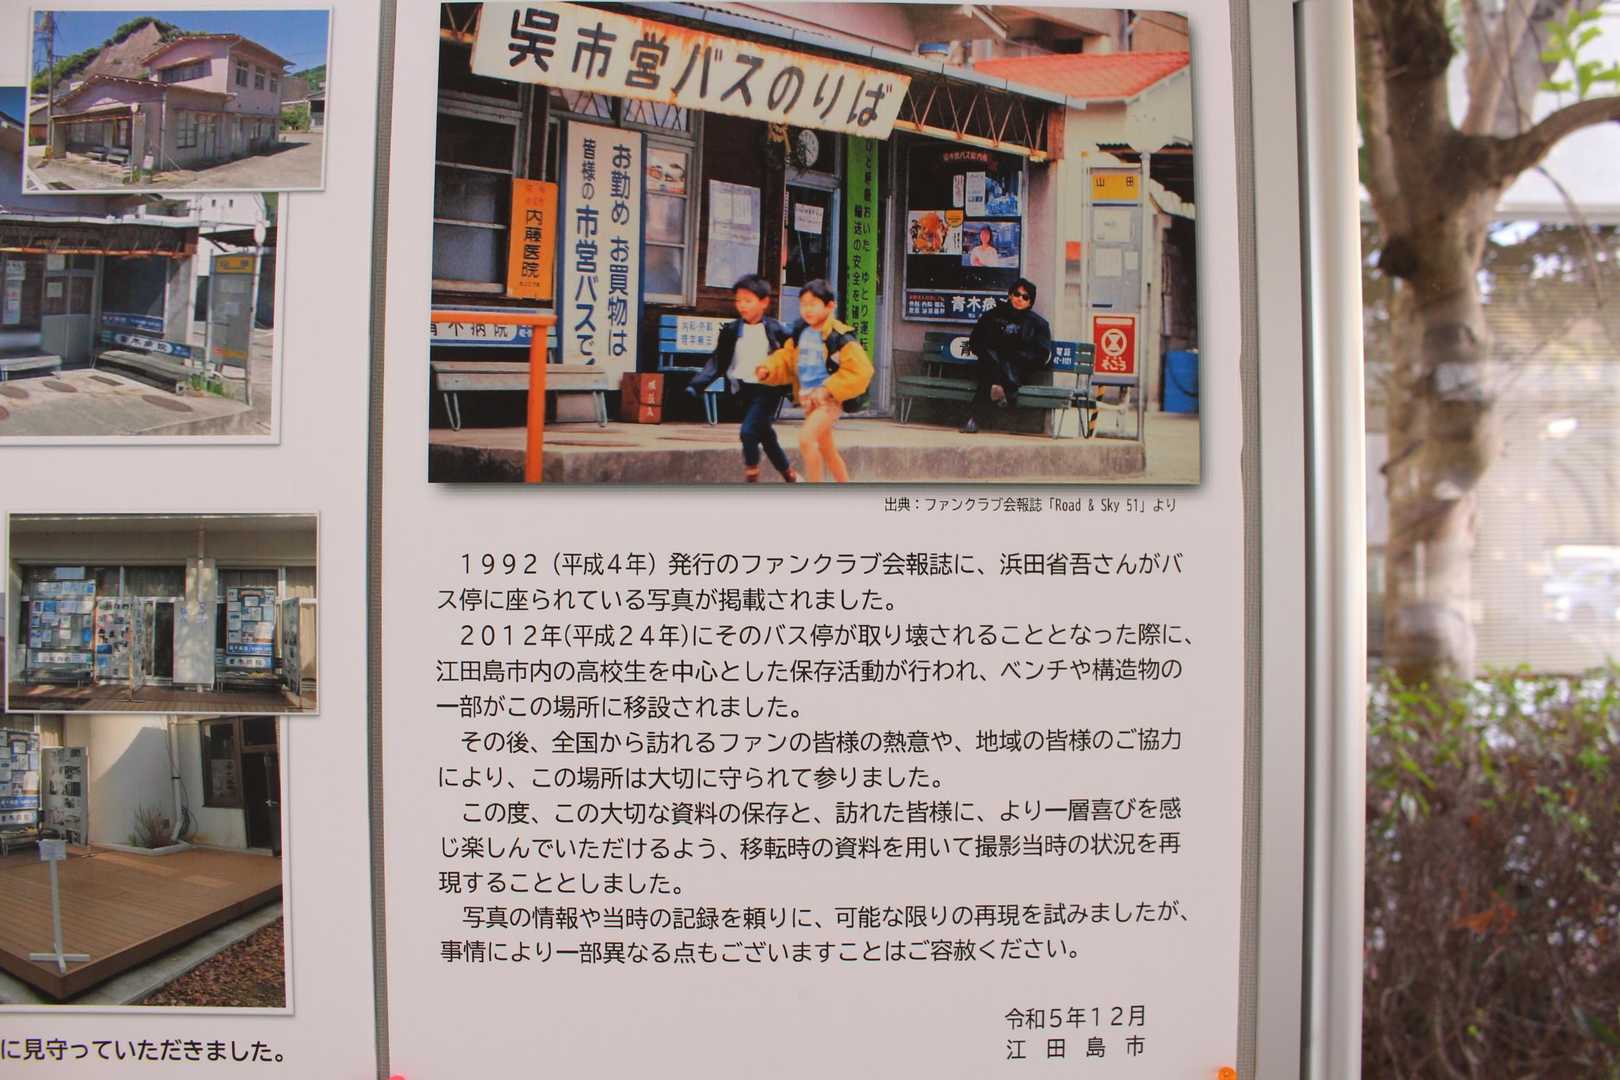 呉市営バスのりば
お勤め お買物は
皆様の市営バスで
内藤医院
山田
青木病院
内科・外科
青木病
そごう
電話
出典：ファンクラブ会報誌「Road & Sky 51」より
１９９２（平成４年）発行のファンクラブ会報誌に、浜田省吾さんがバ
ス停に座られている写真が掲載されました。
２０１２年(平成２４年)にそのバス停が取り壊されることとなった際に、
江田島市内の高校生を中心とした保存活動が行われ、ベンチや構造物の
一部がこの場所に移設されました。
その後、全国から訪れるファンの皆様の熱意や、地域の皆様のご協力
により、この場所は大切に守られて参りました。
この度、この大切な資料の保存と、訪れた皆様に、より一層喜びを感
じ楽しんでいただけるよう、移転時の資料を用いて撮影当時の状況を再
現することとしました。
写真の情報や当時の記録を頼りに、可能な限りの再現を試みましたが、
事情により一部異なる点もございますことはご容赦ください。
令和５年１２月
江田島市
に見守っていただきました。